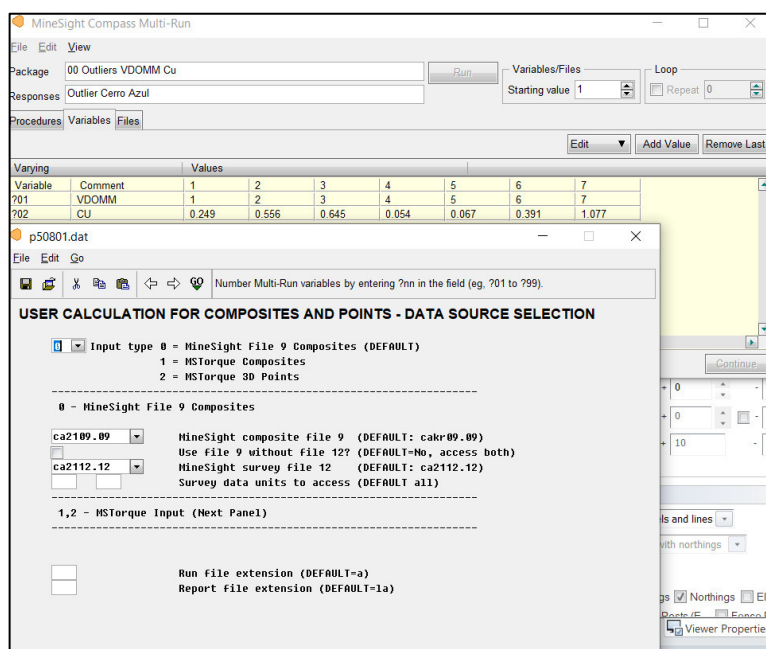 MineSight Compass Multi-Run
File Edit View
Package 00 Outliers VDOMM Cu Run Variables/Files Loop
Starting value 1 Repeat 0
Responses Outlier Cerro Azul
Procedures Variables Files
Edit Add Value Remove Last
Varying Values
Variable Comment 1 2 3 4 5 6 7
?01 VDOMM 1 2 3 4 5 6 7
?02 CU 0.249 0.556 0.645 0.054 0.067 0.391 1.077
p50801.dat
File Edit Go
GO Number Multi-Run variables by entering ?nn in the field (eg, ?01 to ?99).
USER CALCULATION FOR COMPOSITES AND POINTS - DATA SOURCE SELECTION
0 Input type 0 = MineSight File 9 Composites (DEFAULT)
1 = MSTorque Composites
2 = MSTorque 3D Points
0 - MineSight File 9 Composites
ca2109.09 MineSight composite file 9 (DEFAULT: cakr09.09)
Use file 9 without file 12? (DEFAULT=No, access both)
ca2112.12 MineSight survey file 12 (DEFAULT: ca2112.12)
Survey data units to access (DEFAULT all)
1,2 - MSTorque Input (Next Panel)
Run file extension (DEFAULT=a)
Report file extension (DEFAULT=la)
Continue
+ 0 -
+ 0 -
+ 10 -
els and lines
with northings
gs Northings El
Viewer Propertie